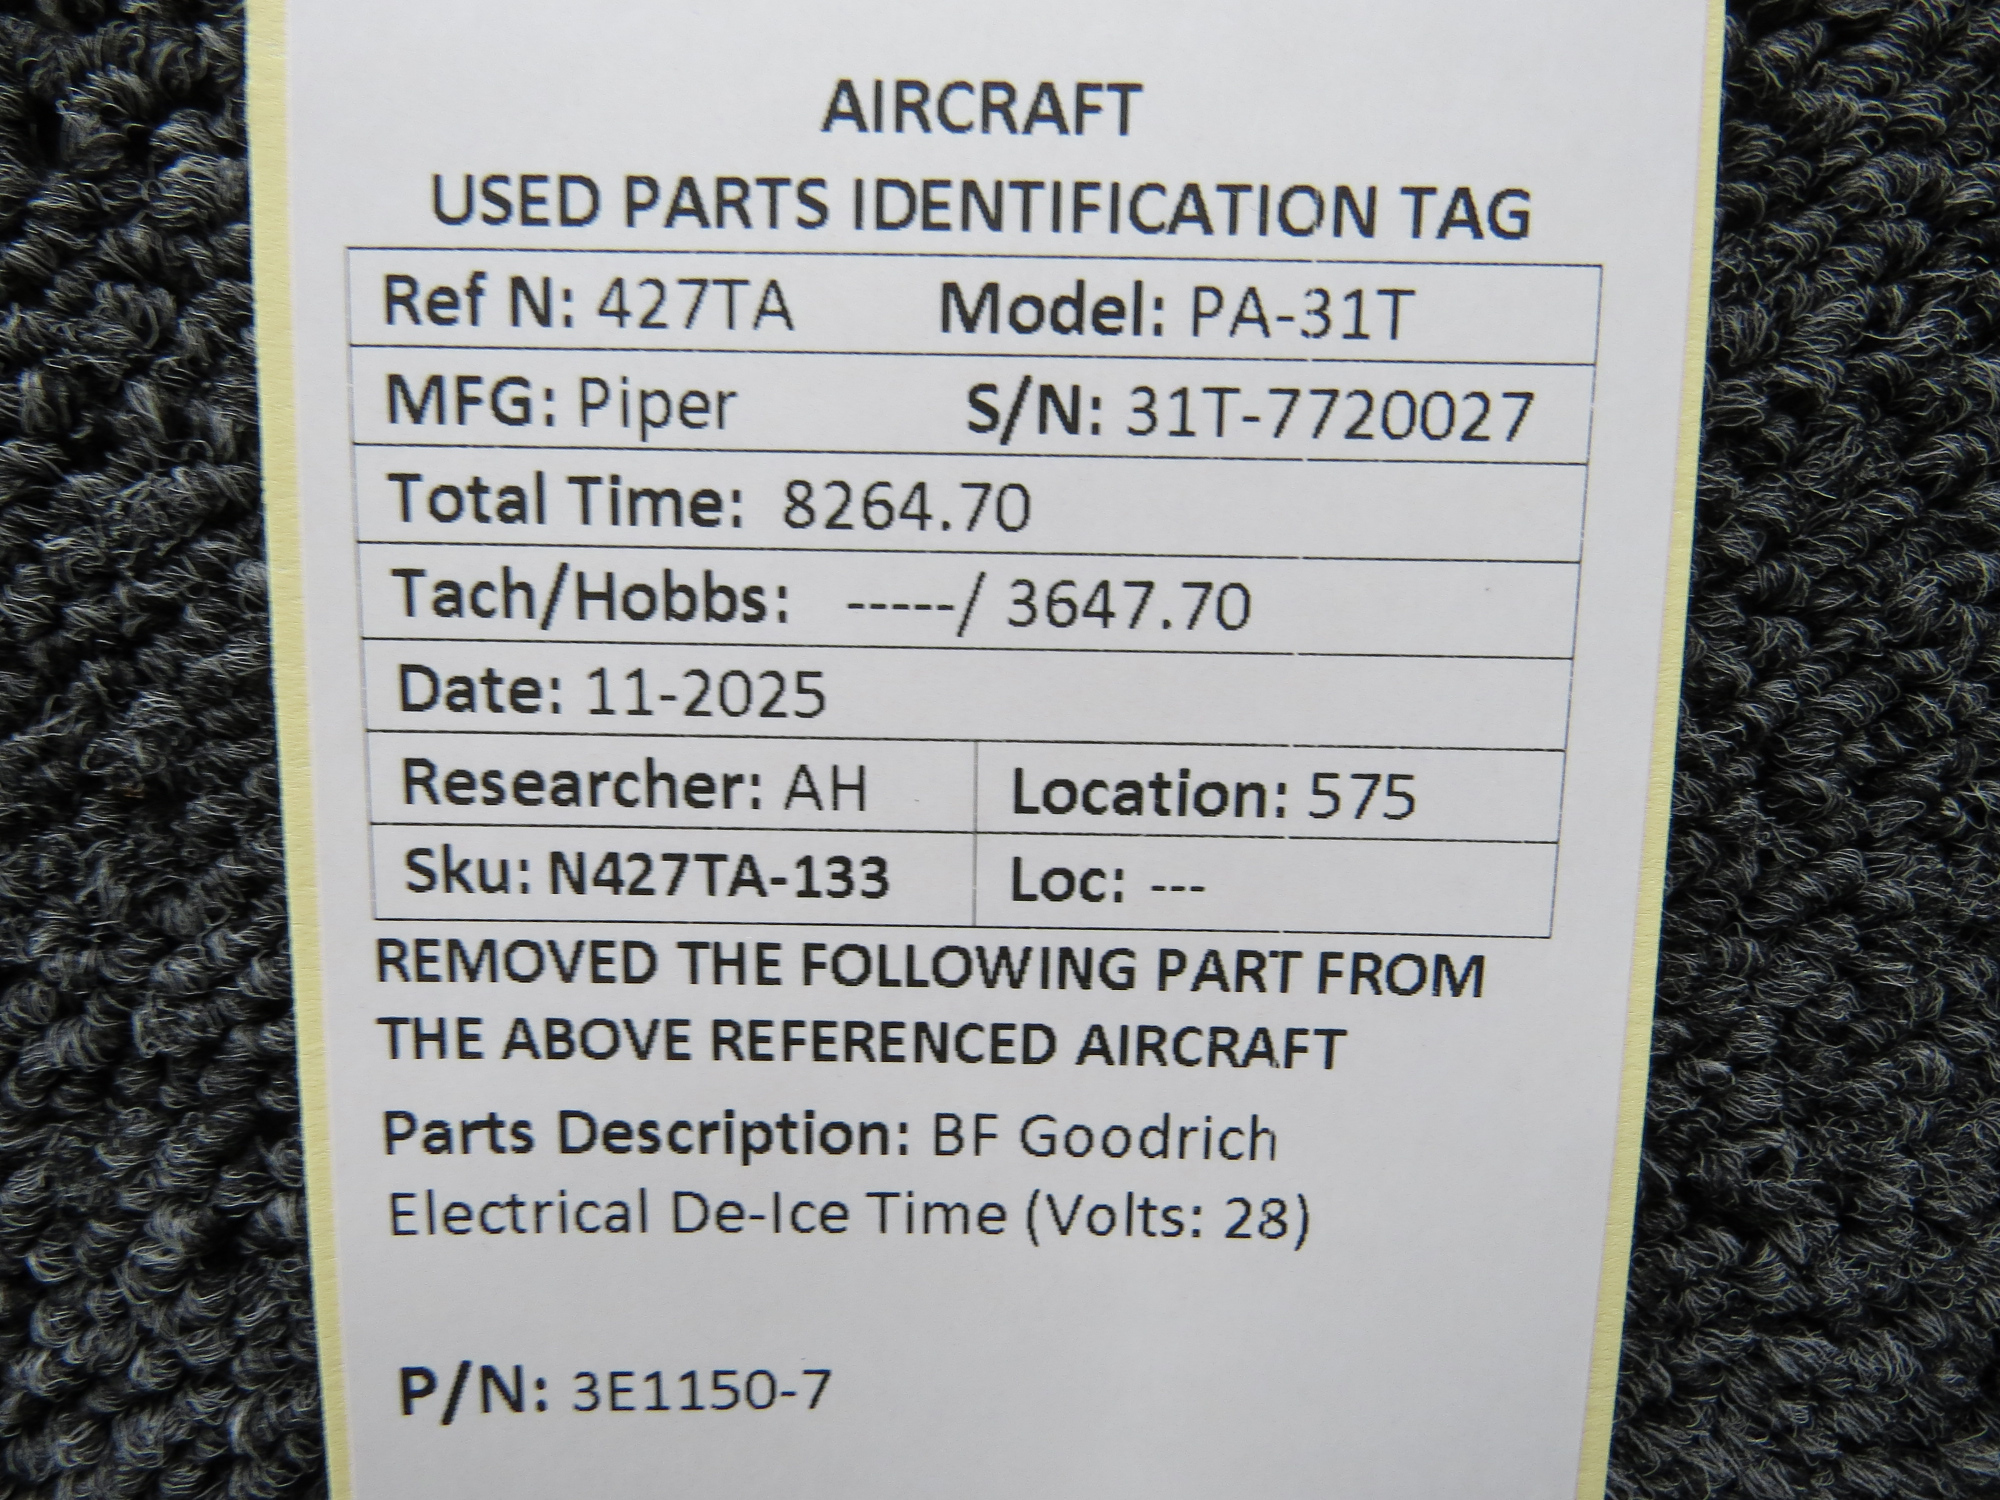 AIRCRAFT
USED PARTS IDENTIFICATION TAG
Ref N: 427TA Model: PA-31T
MFG: Piper S/N: 31T-7720027
Total Time: 8264.70
Tach/Hobbs: -----/ 3647.70
Date: 11-2025
Researcher: AH Location: 575
Sku: N427TA-133 Loc: ---
REMOVED THE FOLLOWING PART FROM
THE ABOVE REFERENCED AIRCRAFT
Parts Description: BF Goodrich
Electrical De-Ice Time (Volts: 28)
P/N: 3E1150-7